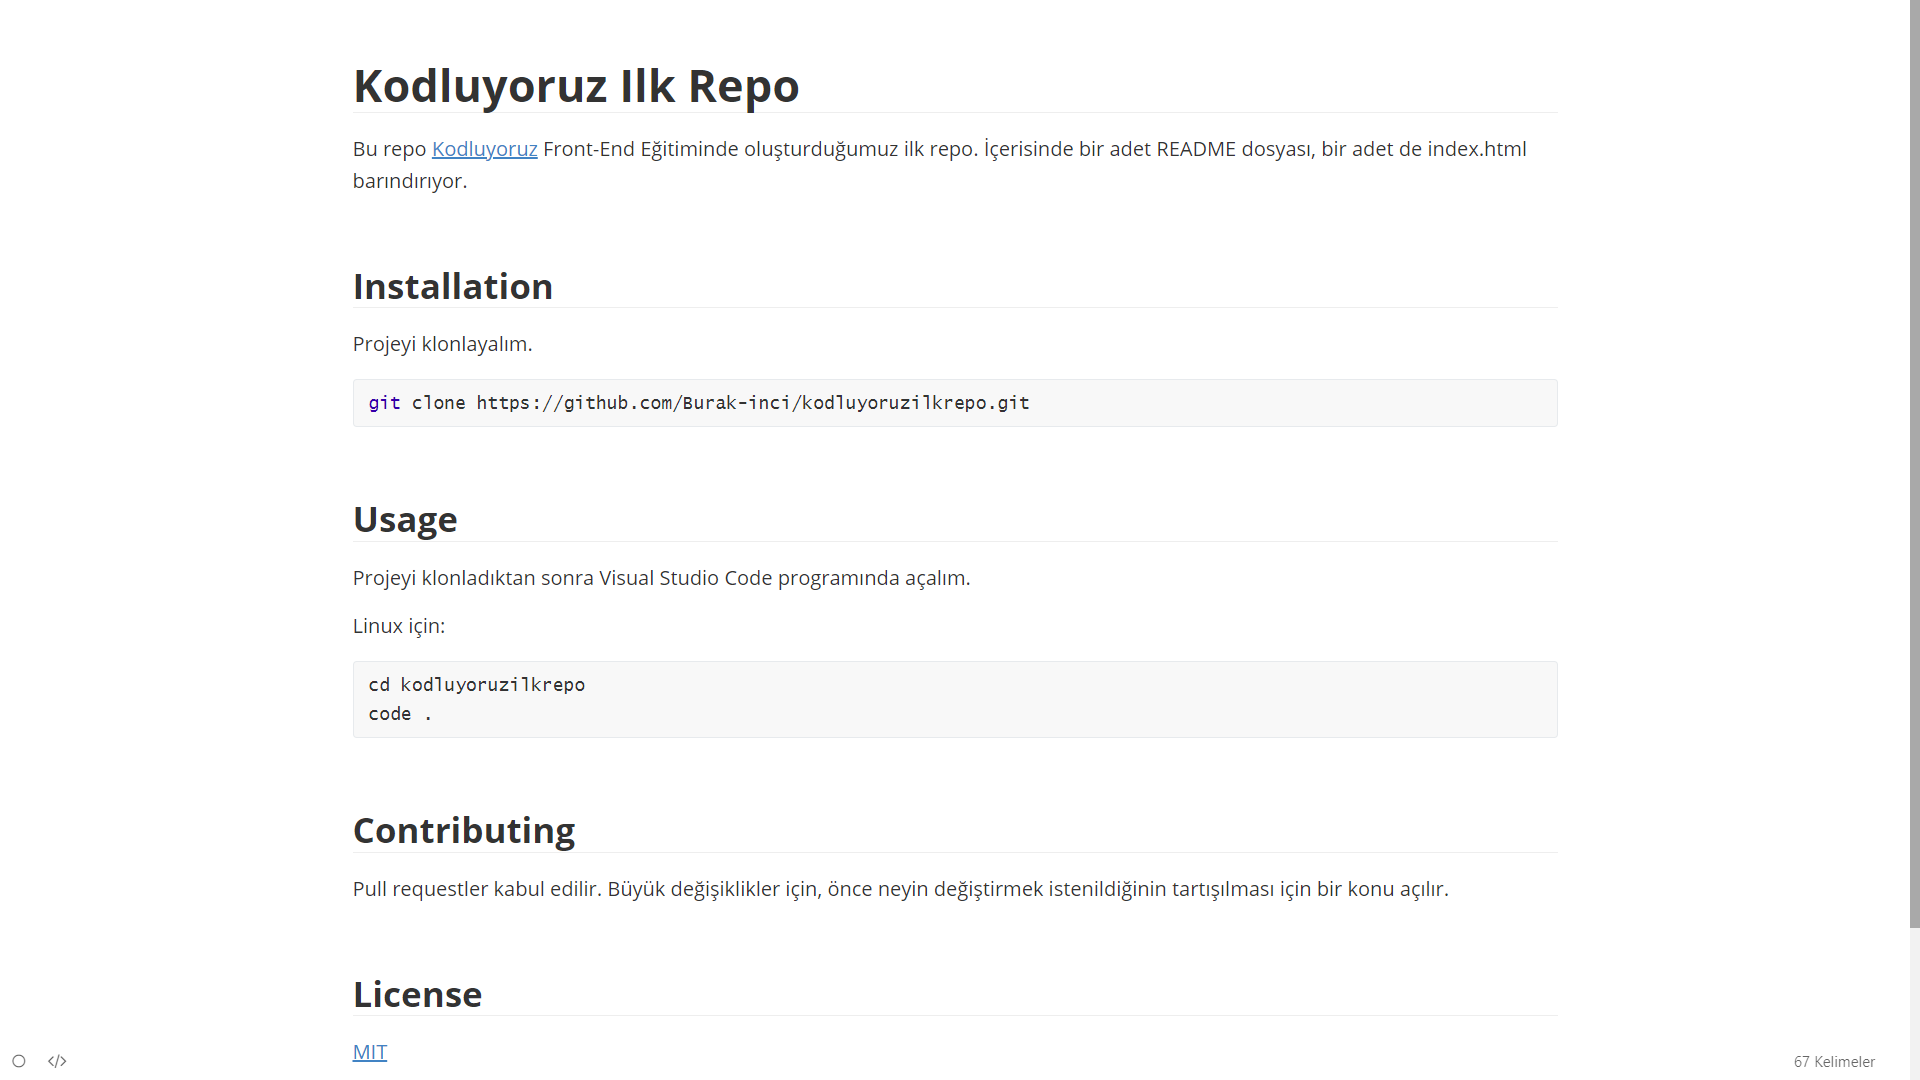 Kodluyoruz Ilk Repo
Bu repo Kodluyoruz Front-End Eğitiminde oluşturduğumuz ilk repo. İçerisinde bir adet README dosyası, bir adet de index.html
barındırıyor.
Installation
Projeyi klonlayalım.
git clone https://github.com/Burak-inci/kodluyoruzilkrepo.git
Usage
Projeyi klonladıktan sonra Visual Studio Code programında açalım.
Linux için:
cd kodluyoruzilkrepo
code .
Contributing
Pull requestler kabul edilir. Büyük değişiklikler için, önce neyin değiştirmek istenildiğinin tartışılması için bir konu açılır.
License
MIT
</> 67 Kelimeler